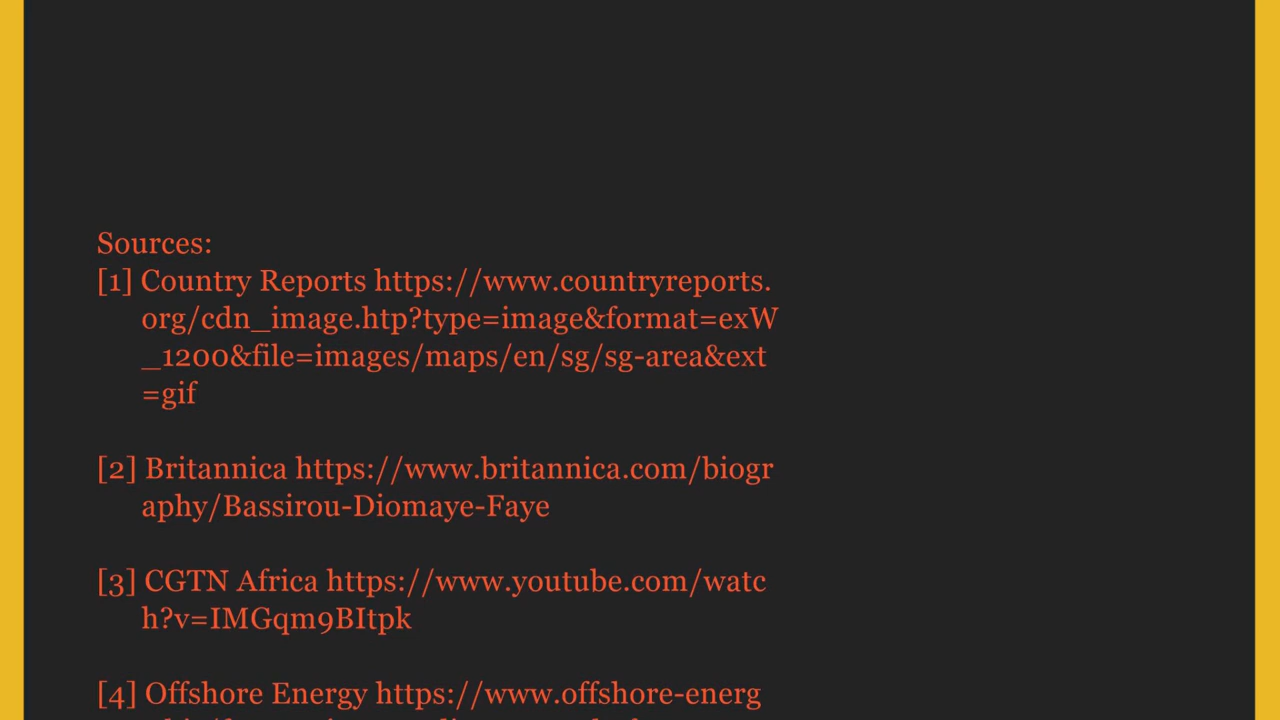 Sources:
[1] Country Reports https://www.countryreports.
org/cdn_image.htp?type=image&format=exW
_1200&file=images/maps/en/sg/sg-area&ext
=gif
[2] Britannica https://www.britannica.com/biogr
aphy/Bassirou-Diomaye-Faye
[3] CGTN Africa https://www.youtube.com/watc
h?v=IMGqm9BItpk
[4] Offshore Energy https://www.offshore-energ